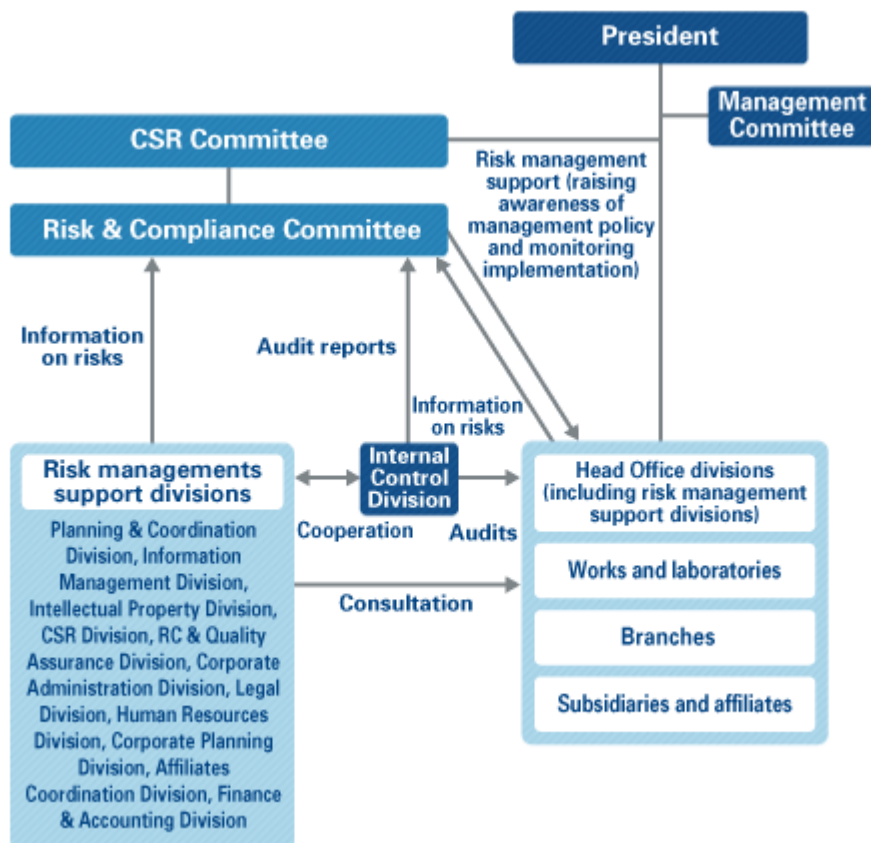 President
Management
Committee
CSR Committee
Risk management
support (raising
awareness of
management policy
and monitoring
implementation)
Risk & Compliance Committee
Information
on risks
Audit reports
Information
on risks
Risk managements
support divisions
Planning & Coordination
Division, Information
Management Division,
Intellectual Property Division,
CSR Division, RC & Quality
Assurance Division, Corporate
Administration Division, Legal
Division, Human Resources
Division, Corporate Planning
Division, Affiliates
Coordination Division, Finance
& Accounting Division
Internal
Control
Division
Cooperation
Audits
Consultation
Head Office divisions
(including risk management
support divisions)
Works and laboratories
Branches
Subsidiaries and affiliates